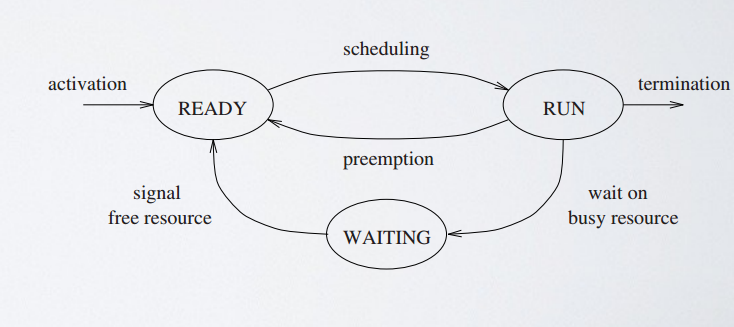 scheduling
activation
termination
READY
RUN
preemption
signal
free resource
wait on
busy resource
WAITING